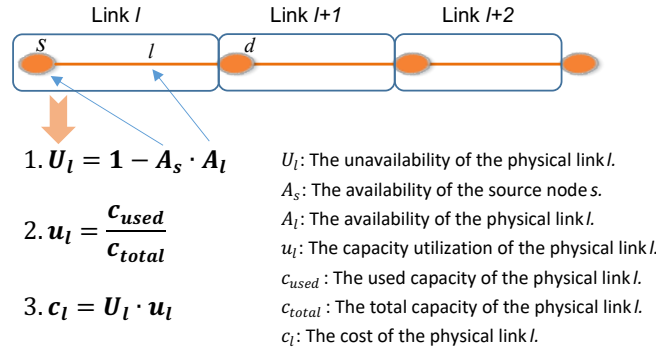 Link l Link l+1 Link l+2
s l d
1. U_l = 1 − A_s · A_l
2. u_l = c_used / c_total
3. c_l = U_l · u_l
U_l: The unavailability of the physical link l.
A_s: The availability of the source node s.
A_l: The availability of the physical link l.
u_l: The capacity utilization of the physical link l.
c_used: The used capacity of the physical link l.
c_total: The total capacity of the physical link l.
c_l: The cost of the physical link l.